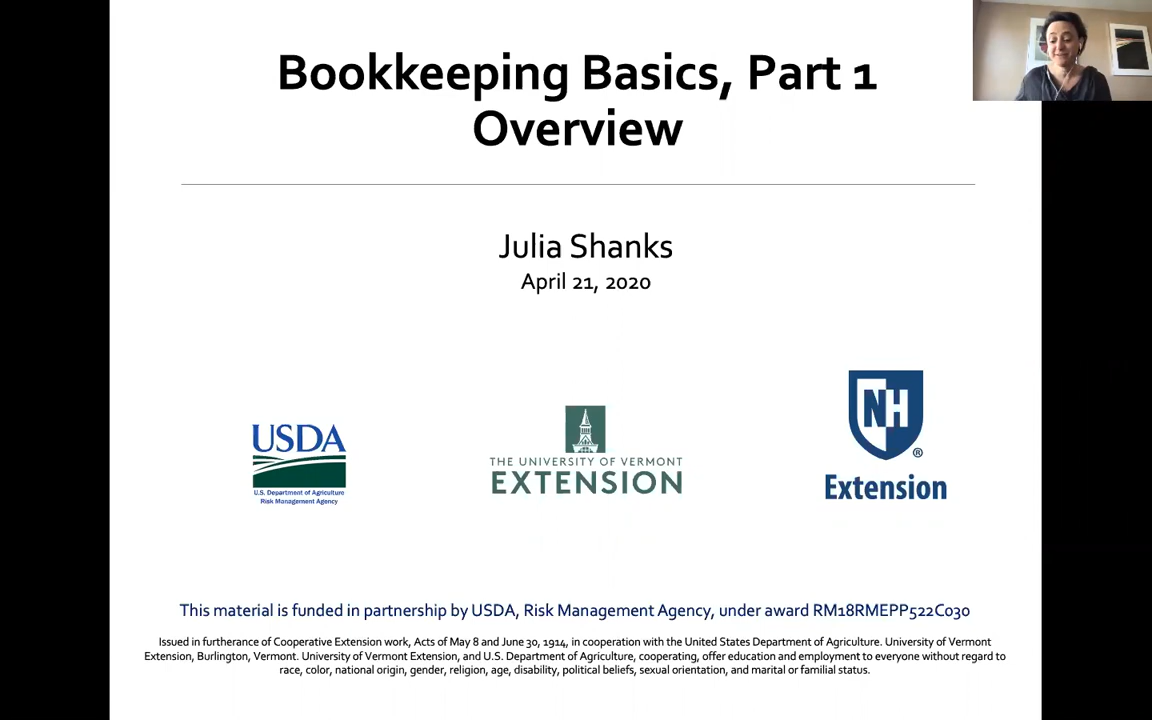 Bookkeeping Basics, Part 1
Overview
Julia Shanks
April 21, 2020
USDA
U.S. Department of Agriculture
Risk Management Agency
THE UNIVERSITY OF VERMONT
EXTENSION
NH
®
Extension
This material is funded in partnership by USDA, Risk Management Agency, under award RM18RMEPP522C030
Issued in furtherance of Cooperative Extension work, Acts of May 8 and June 30, 1914, in cooperation with the United States Department of Agriculture. University of Vermont
Extension, Burlington, Vermont. University of Vermont Extension, and U.S. Department of Agriculture, cooperating, offer education and employment to everyone without regard to
race, color, national origin, gender, religion, age, disability, political beliefs, sexual orientation, and marital or familial status.